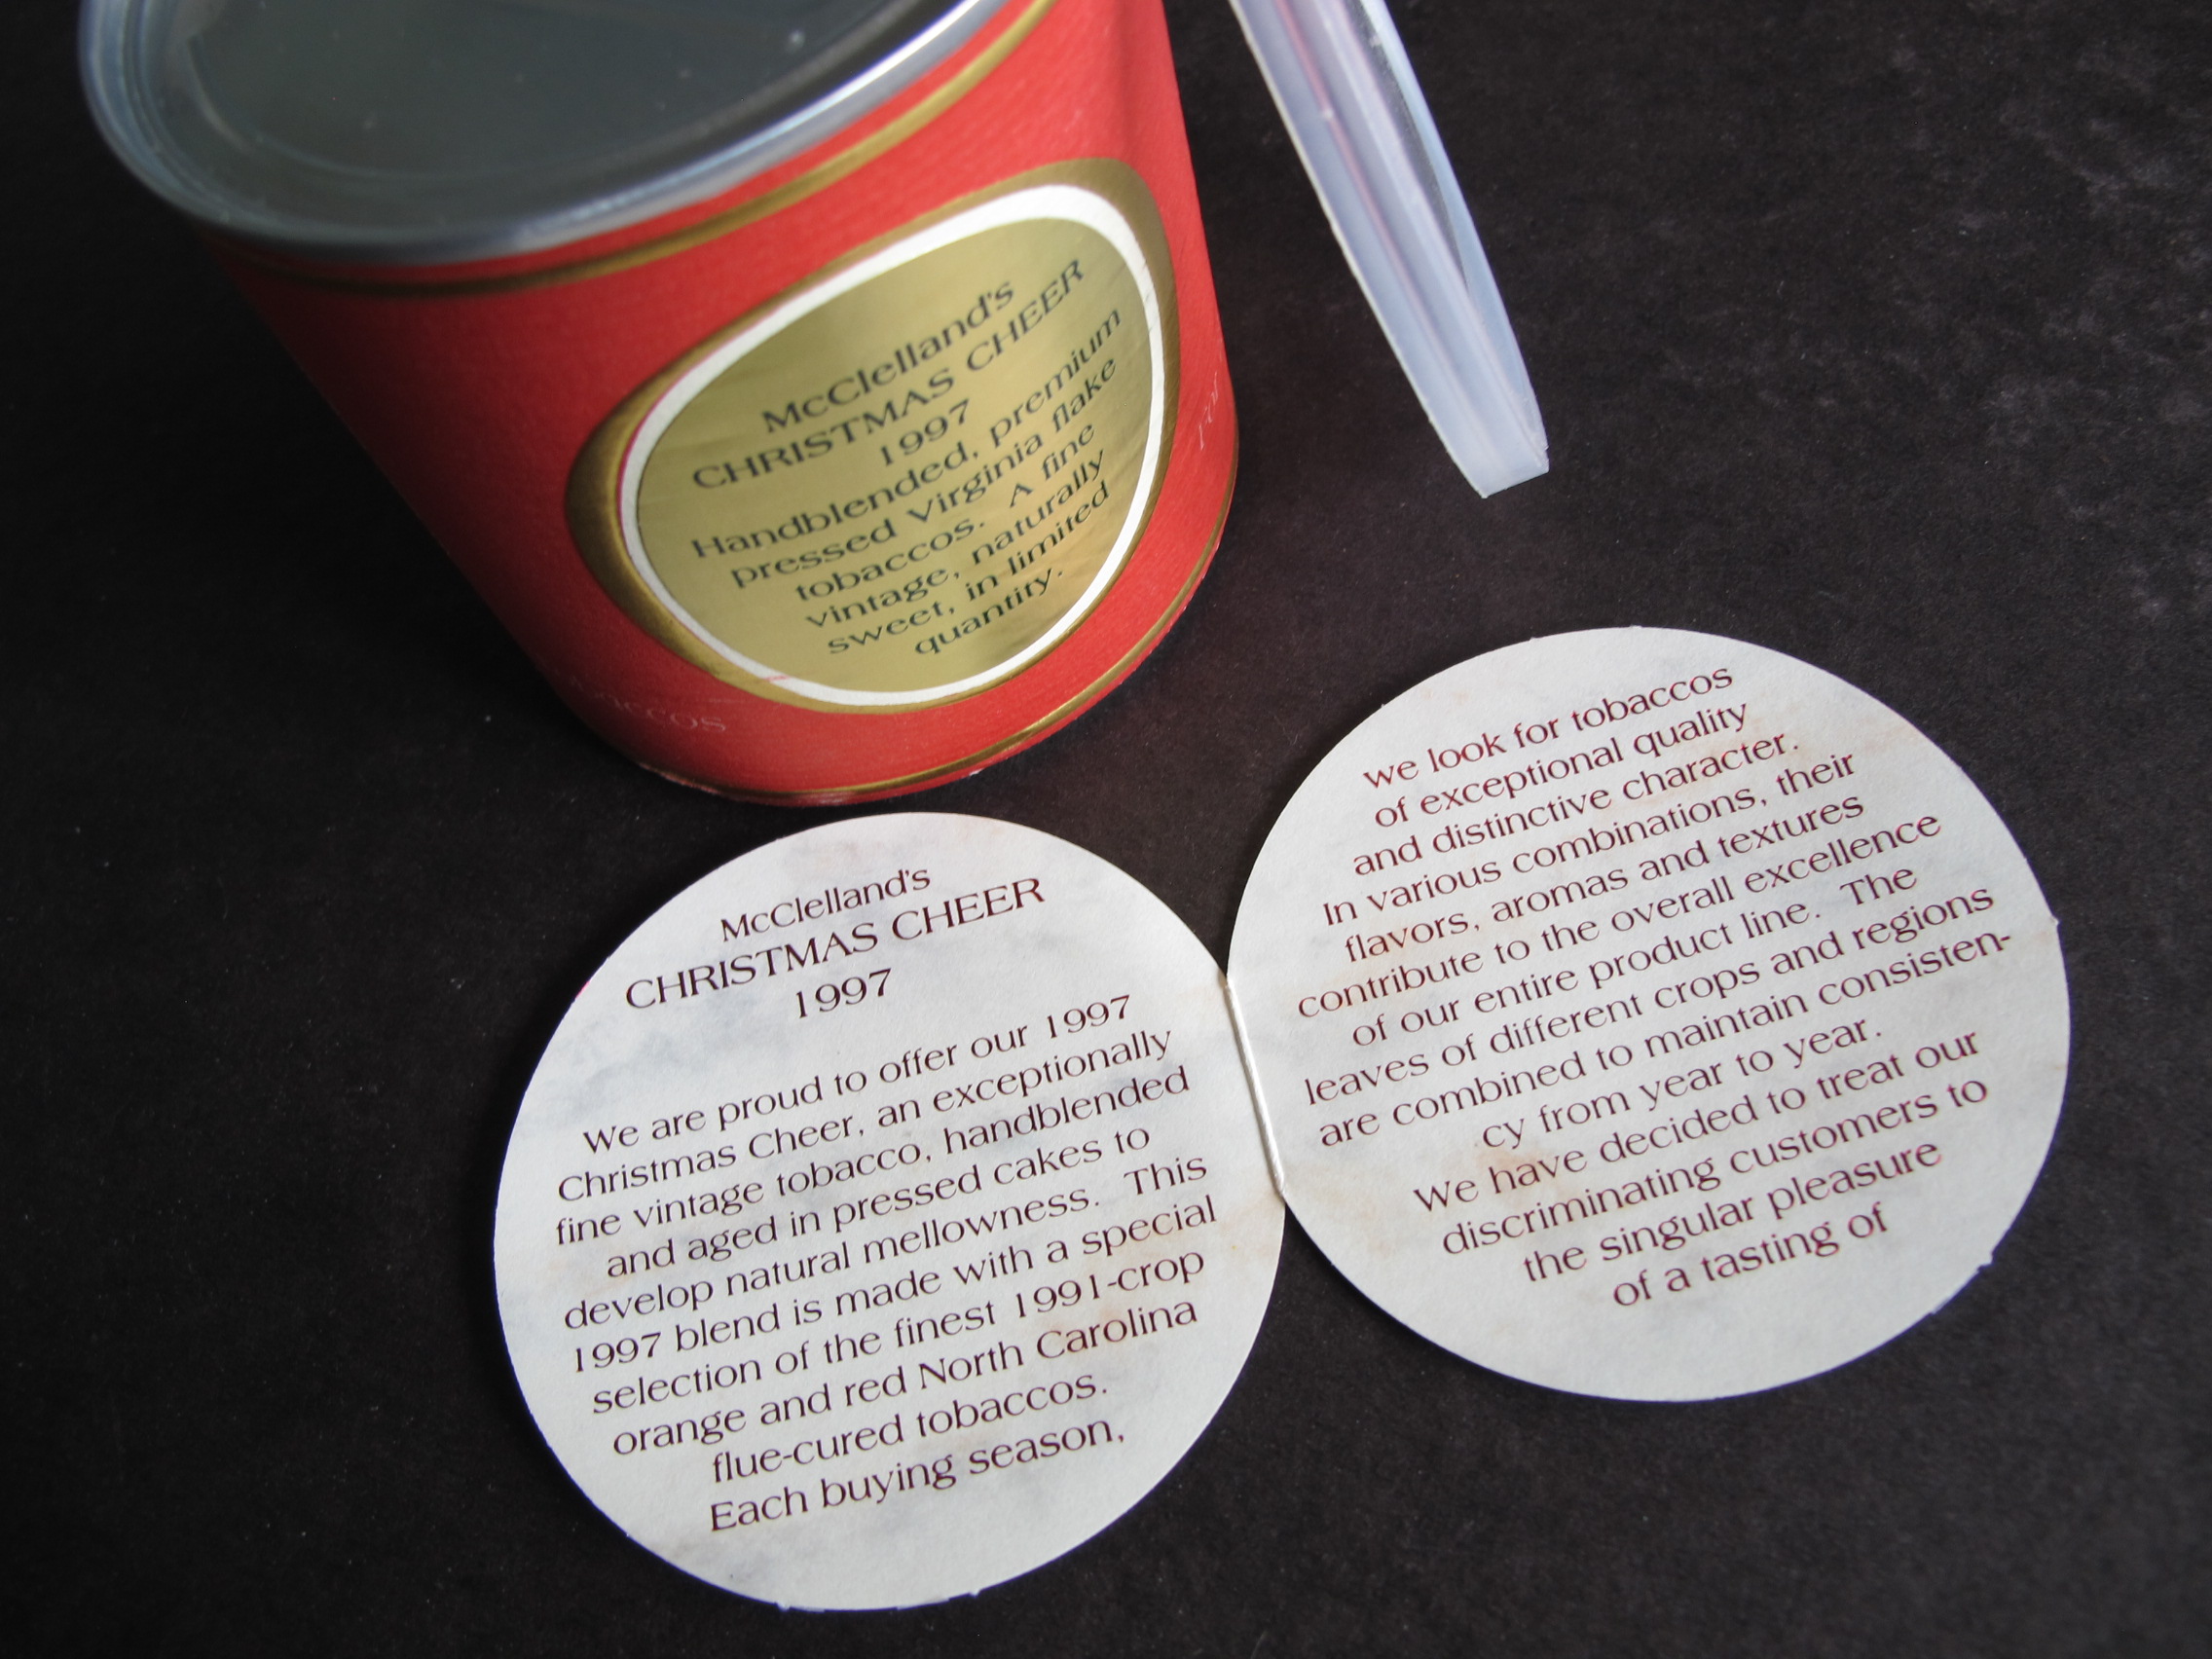 McClelland's
CHRISTMAS CHEER
1997
Handblended, premium
pressed Virginia flake
tobaccos. A fine
vintage, naturally
sweet, in limited
quantity.
McClelland's
CHRISTMAS CHEER
1997
We are proud to offer our 1997
Christmas Cheer, an exceptionally
fine vintage tobacco, handblended
and aged in pressed cakes to
develop natural mellowness. This
1997 blend is made with a special
selection of the finest 1991-crop
orange and red North Carolina
flue-cured tobaccos.
Each buying season,
we look for tobaccos
of exceptional quality
and distinctive character.
In various combinations, their
flavors, aromas and textures
contribute to the overall excellence
of our entire product line. The
leaves of different crops and regions
are combined to maintain consisten-
cy from year to year.
We have decided to treat our
discriminating customers to
the singular pleasure
of a tasting of